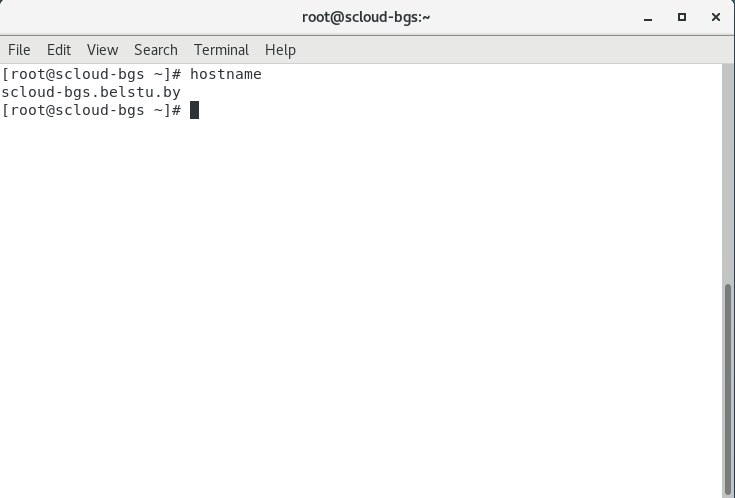 root@scloud-bgs:~
File Edit View Search Terminal Help
[root@scloud-bgs ~]# hostname
scloud-bgs.belstu.by
[root@scloud-bgs ~]#